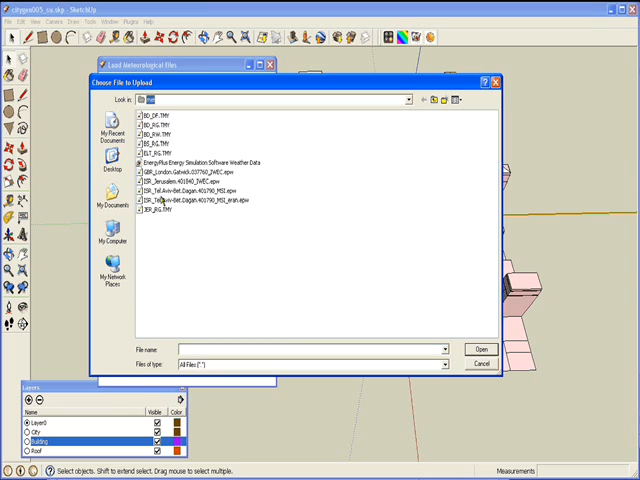 citygen005_su.skp - SketchUp
File Edit View Camera Draw Tools Window Plugins Help
Load Meteorological files
Choose File to Upload
Look in: met
My Recent Documents
Desktop
My Documents
My Computer
My Network Places
BD_DF.TMY
BD_RG.TMY
BD_RW.TMY
BS_RG.TMY
ELT_RG.TMY
EnergyPlus Energy Simulation Software Weather Data
GBR_London.Gatwick.037760_IWEC.epw
ISR_Jerusalem.401840_IWEC.epw
ISR_Tel.Aviv-Bet.Dagan.401790_MSI.epw
ISR_Tel.Aviv-Bet.Dagan.401790_MSI_eran.epw
JER_RG.TMY
File name:
Open
Files of type: All Files (*.*)
Cancel
Layers
Name Visible Color
Layer0
City
Building
Roof
Select objects. Shift to extend select. Drag mouse to select multiple.
Measurements